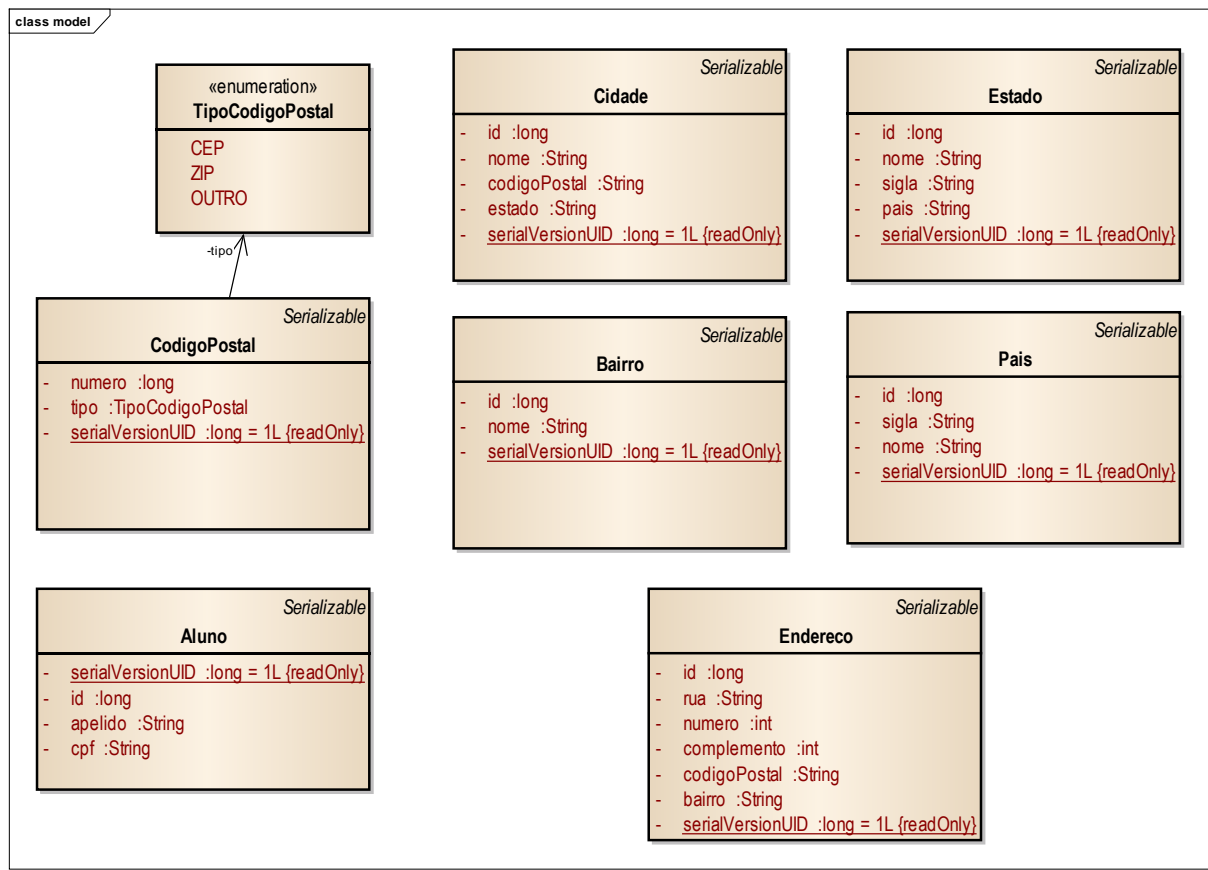 class model
«enumeration»
TipoCodigoPostal
CEP
ZIP
OUTRO
-tipo
Serializable
CodigoPostal
- numero :long
- tipo :TipoCodigoPostal
- serialVersionUID :long = 1L {readOnly}
Serializable
Cidade
- id :long
- nome :String
- codigoPostal :String
- estado :String
- serialVersionUID :long = 1L {readOnly}
Serializable
Estado
- id :long
- nome :String
- sigla :String
- pais :String
- serialVersionUID :long = 1L {readOnly}
Serializable
Bairro
- id :long
- nome :String
- serialVersionUID :long = 1L {readOnly}
Serializable
Pais
- id :long
- sigla :String
- nome :String
- serialVersionUID :long = 1L {readOnly}
Serializable
Aluno
- serialVersionUID :long = 1L {readOnly}
- id :long
- apelido :String
- cpf :String
Serializable
Endereco
- id :long
- rua :String
- numero :int
- complemento :int
- codigoPostal :String
- bairro :String
- serialVersionUID :long = 1L {readOnly}